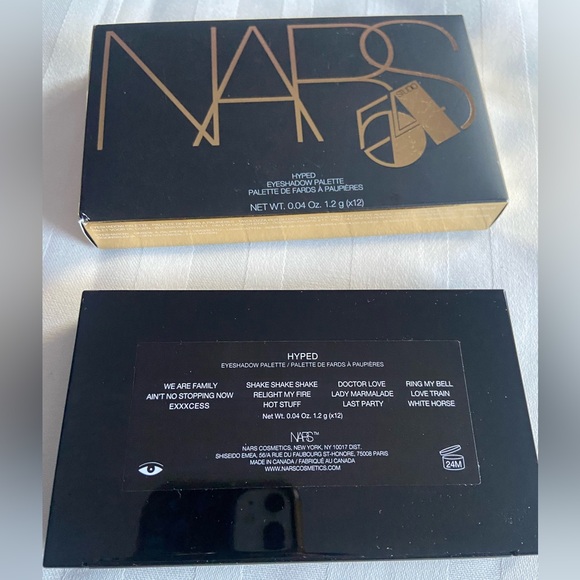 NARS
STUDIO
54
HYPED
EYESHADOW PALETTE
PALETTE DE FARDS À PAUPIÈRES
NET WT. 0.04 Oz. 1.2 g (x12)
HYPED
EYESHADOW PALETTE / PALETTE DE FARDS À PAUPIÈRES
WE ARE FAMILY SHAKE SHAKE SHAKE DOCTOR LOVE RING MY BELL
AIN'T NO STOPPING NOW RELIGHT MY FIRE LADY MARMALADE LOVE TRAIN
EXXXCESS HOT STUFF LAST PARTY WHITE HORSE
Net Wt. 0.04 Oz. 1.2 g (x12)
NARS™
NARS COSMETICS, NEW YORK, NY 10017 DIST.
SHISEIDO EMEA, 56/A RUE DU FAUBOURG ST-HONORE, 75008 PARIS
MADE IN CANADA / FABRIQUÉ AU CANADA
WWW.NARSCOSMETICS.COM
24M